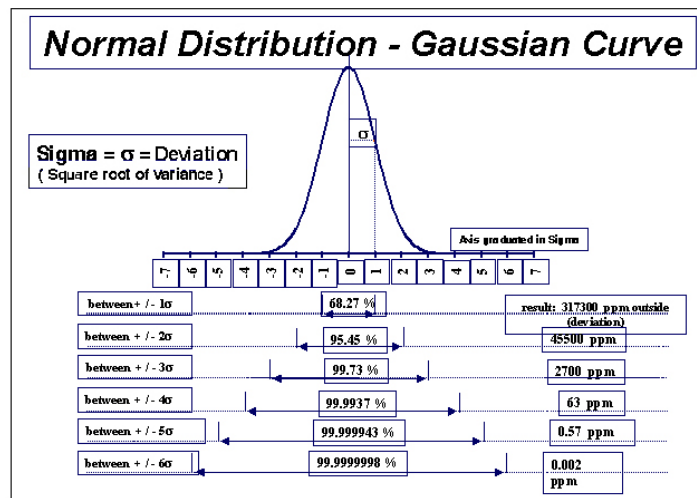 Normal Distribution - Gaussian Curve
σ
Sigma = σ = Deviation
( Square root of variance )
Axis graduated in Sigma
-7 -6 -5 -4 -3 -2 -1 0 1 2 3 4 5 6 7
between + / - 1σ 68.27 % result: 317300 ppm outside
(deviation)
between + / - 2σ 95.45 % 45500 ppm
between + / - 3σ 99.73 % 2700 ppm
between + / - 4σ 99.9937 % 63 ppm
between + / - 5σ 99.999943 % 0.57 ppm
between + / - 6σ 99.9999998 % 0.002
ppm